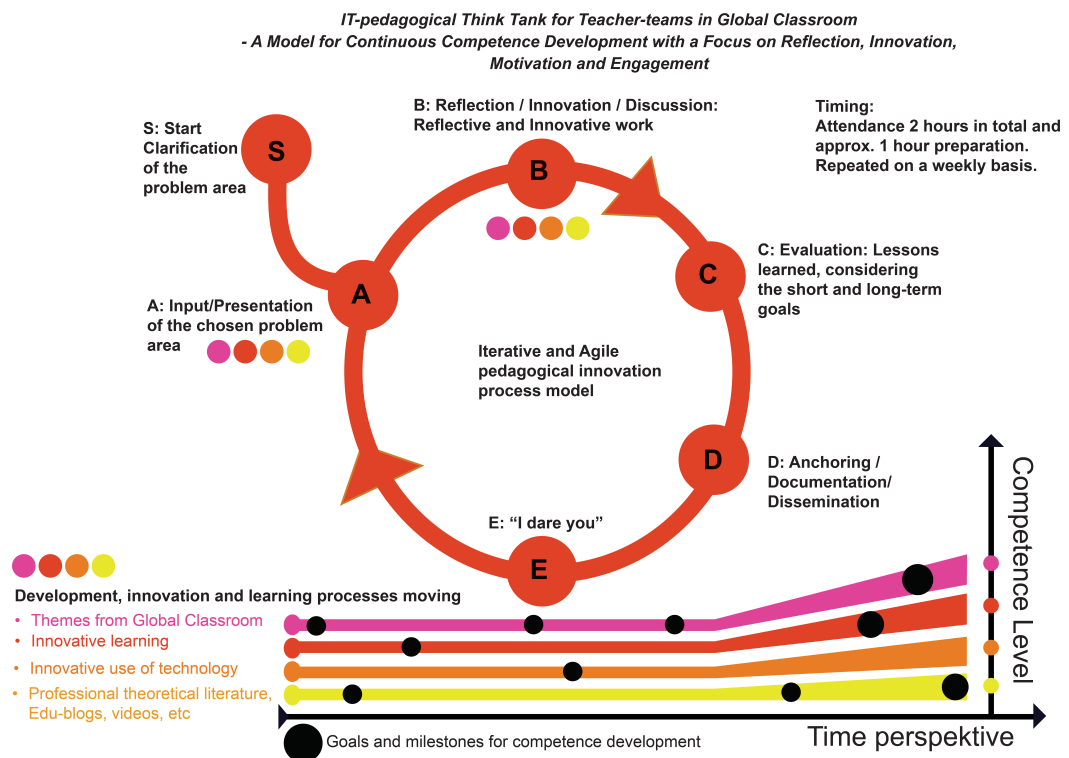 IT-pedagogical Think Tank for Teacher-teams in Global Classroom
- A Model for Continuous Competence Development with a Focus on Reflection, Innovation,
Motivation and Engagement
S: Start
Clarification
of the
problem area
S
B: Reflection / Innovation / Discussion:
Reflective and Innovative work
B
Timing:
Attendance 2 hours in total and
approx. 1 hour preparation.
Repeated on a weekly basis.
C
C: Evaluation: Lessons
learned, considering
the short and long-term
goals
A
A: Input/Presentation
of the chosen problem
area
Iterative and Agile
pedagogical innovation
process model
D
D: Anchoring /
Documentation/
Dissemination
E: “I dare you”
E
Development, innovation and learning processes moving
• Themes from Global Classroom
• Innovative learning
• Innovative use of technology
• Professional theoretical literature,
Edu-blogs, videos, etc
Competence Level
Time perspektive
Goals and milestones for competence development